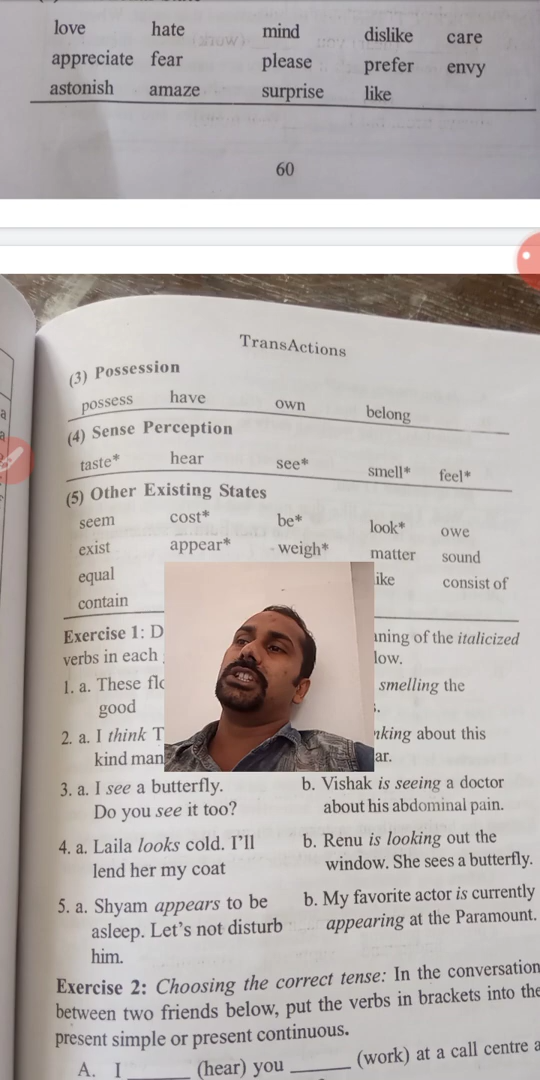 love hate mind dislike care
appreciate fear please prefer envy
astonish amaze surprise like
60
TransActions
(3) Possession
possess have own belong
(4) Sense Perception
taste* hear see* smell* feel*
(5) Other Existing States
seem cost* be* look* owe
exist appear* weigh* matter sound
equal ike consist of
contain
Exercise 1: D ning of the italicized
verbs in each low.
1. a. These flo smelling the
good
2. a. I think T nking about this
kind man ar.
3. a. I see a butterfly. b. Vishak is seeing a doctor
Do you see it too? about his abdominal pain.
4. a. Laila looks cold. I'll b. Renu is looking out the
lend her my coat window. She sees a butterfly.
5. a. Shyam appears to be b. My favorite actor is currently
asleep. Let's not disturb appearing at the Paramount.
him.
Exercise 2: Choosing the correct tense: In the conversation
between two friends below, put the verbs in brackets into the
present simple or present continuous.
A. I ______ (hear) you ______ (work) at a call centre a